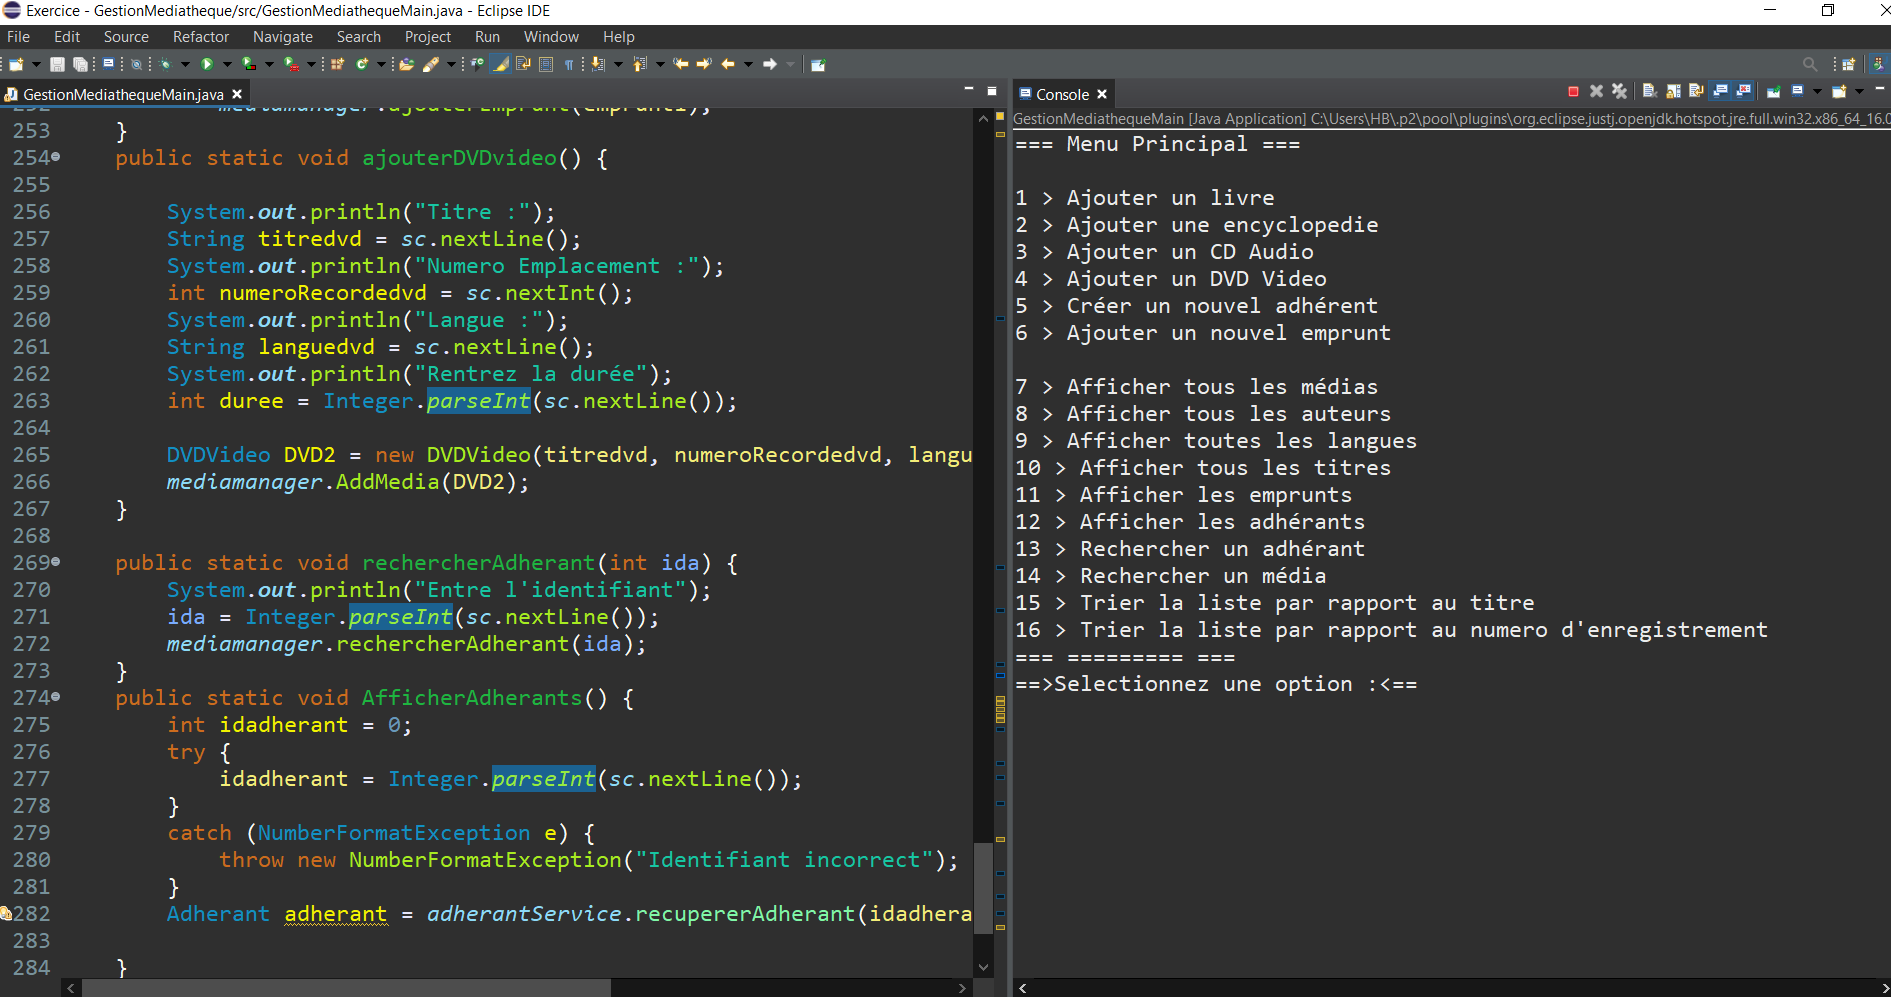 Exercice - GestionMediatheque/src/GestionMediathequeMain.java - Eclipse IDE
File Edit Source Refactor Navigate Search Project Run Window Help
GestionMediathequeMain.java
252 mediamanager.ajouterEmprunt(emprunt1);
253 }
254 public static void ajouterDVDvideo() {
255
256 System.out.println("Titre :");
257 String titredvd = sc.nextLine();
258 System.out.println("Numero Emplacement :");
259 int numeroRecordedvd = sc.nextInt();
260 System.out.println("Langue :");
261 String languedvd = sc.nextLine();
262 System.out.println("Rentrez la durée");
263 int duree = Integer.parseInt(sc.nextLine());
264
265 DVDVideo DVD2 = new DVDVideo(titredvd, numeroRecordedvd, langu
266 mediamanager.AddMedia(DVD2);
267 }
268
269 public static void rechercherAdherant(int ida) {
270 System.out.println("Entre l'identifiant");
271 ida = Integer.parseInt(sc.nextLine());
272 mediamanager.rechercherAdherant(ida);
273 }
274 public static void AfficherAdherants() {
275 int idadherant = 0;
276 try {
277 idadherant = Integer.parseInt(sc.nextLine());
278 }
279 catch (NumberFormatException e) {
280 throw new NumberFormatException("Identifiant incorrect");
281 }
282 Adherant adherant = adherantService.recupererAdherant(idadhera
283
284 }
Console
GestionMediathequeMain [Java Application] C:\Users\HB\.p2\pool\plugins\org.eclipse.justj.openjdk.hotspot.jre.full.win32.x86_64_16.0
=== Menu Principal ===
1 > Ajouter un livre
2 > Ajouter une encyclopedie
3 > Ajouter un CD Audio
4 > Ajouter un DVD Video
5 > Créer un nouvel adhérent
6 > Ajouter un nouvel emprunt
7 > Afficher tous les médias
8 > Afficher tous les auteurs
9 > Afficher toutes les langues
10 > Afficher tous les titres
11 > Afficher les emprunts
12 > Afficher les adhérants
13 > Rechercher un adhérant
14 > Rechercher un média
15 > Trier la liste par rapport au titre
16 > Trier la liste par rapport au numero d'enregistrement
=== ========= ===
==>Selectionnez une option :<==